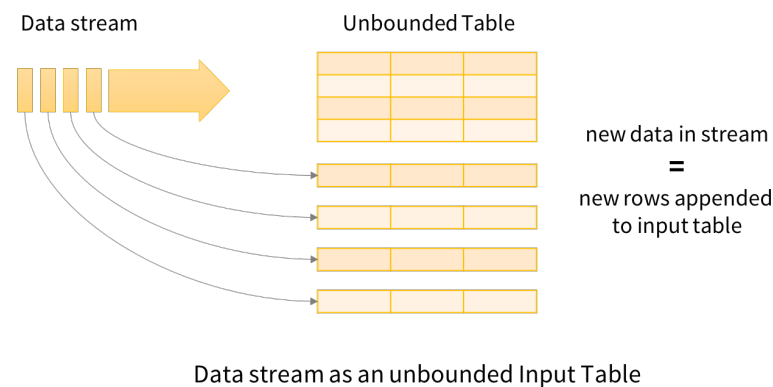 Data stream
Unbounded Table
new data in stream
=
new rows appended
to input table
Data stream as an unbounded Input Table